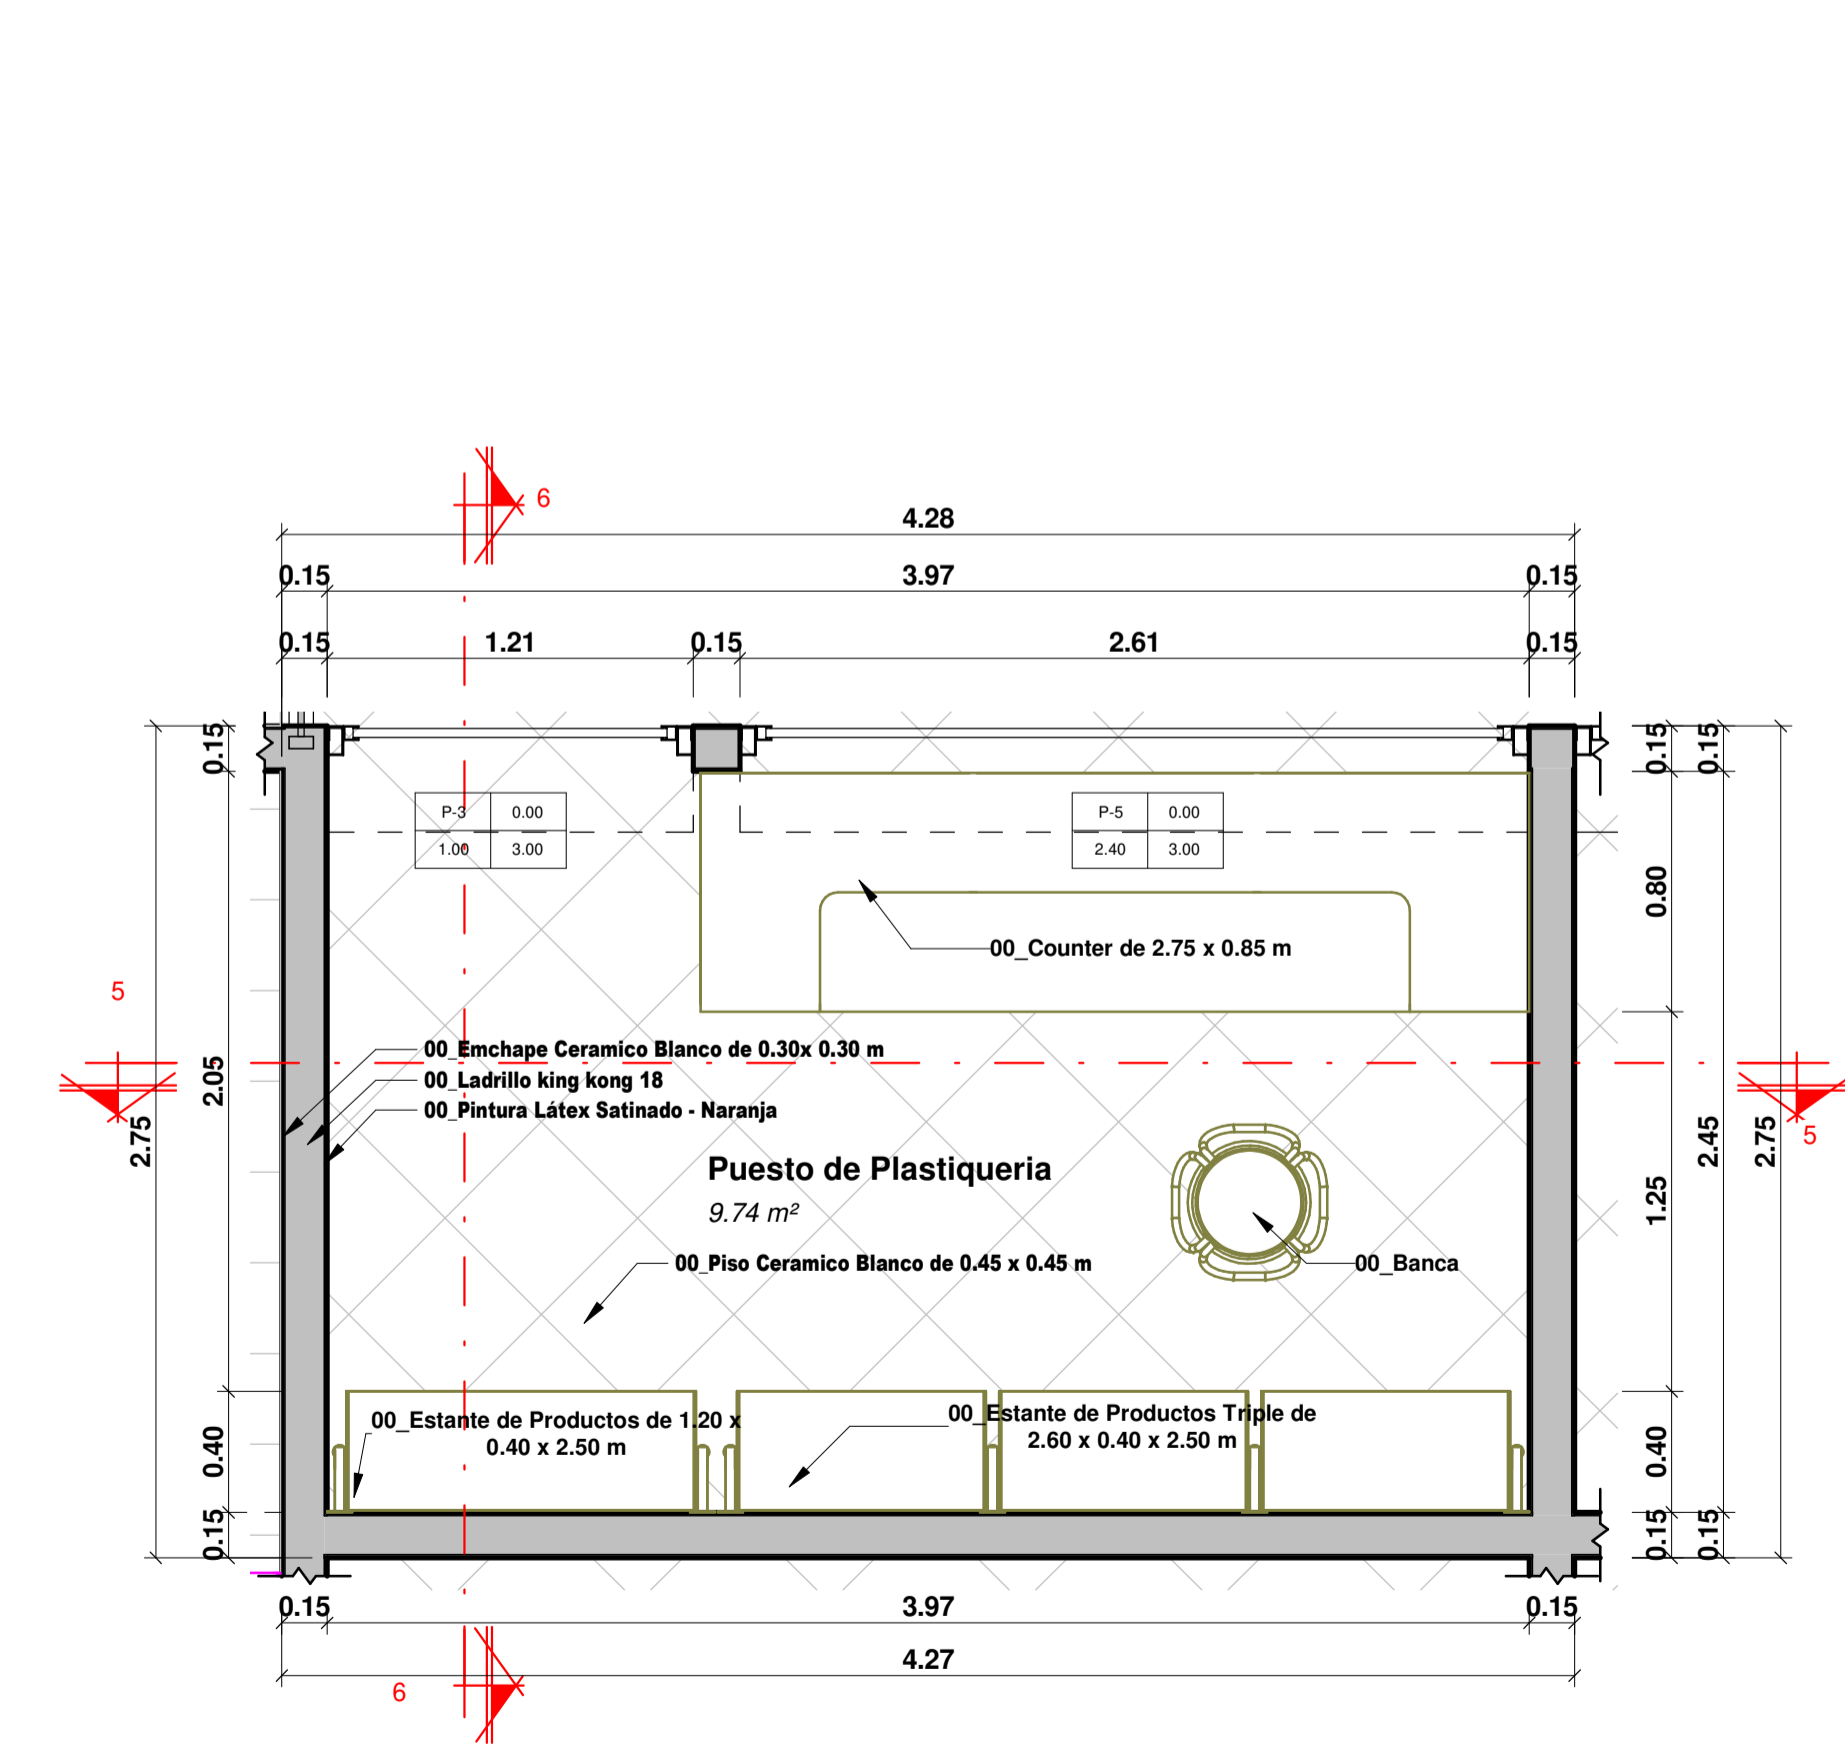 6
4.28
0.15 3.97 0.15
0.15 1.21 0.15 2.61 0.15
0.15 0.15 0.15
P-3 0.00
1.00 3.00
P-5 0.00
2.40 3.00
0.80
00_Counter de 2.75 x 0.85 m
5
00_Emchape Ceramico Blanco de 0.30x 0.30 m
00_Ladrillo king kong 18
00_Pintura Látex Satinado - Naranja
2.05
2.75
5
2.45
2.75
1.25
Puesto de Plastiqueria
9.74 m²
00_Piso Ceramico Blanco de 0.45 x 0.45 m
00_Banca
00_Estante de Productos de 1.20 x
0.40 x 2.50 m
00_Estante de Productos Triple de
2.60 x 0.40 x 2.50 m
0.40 0.40
0.15 0.15 0.15
0.15 3.97 0.15
4.27
6